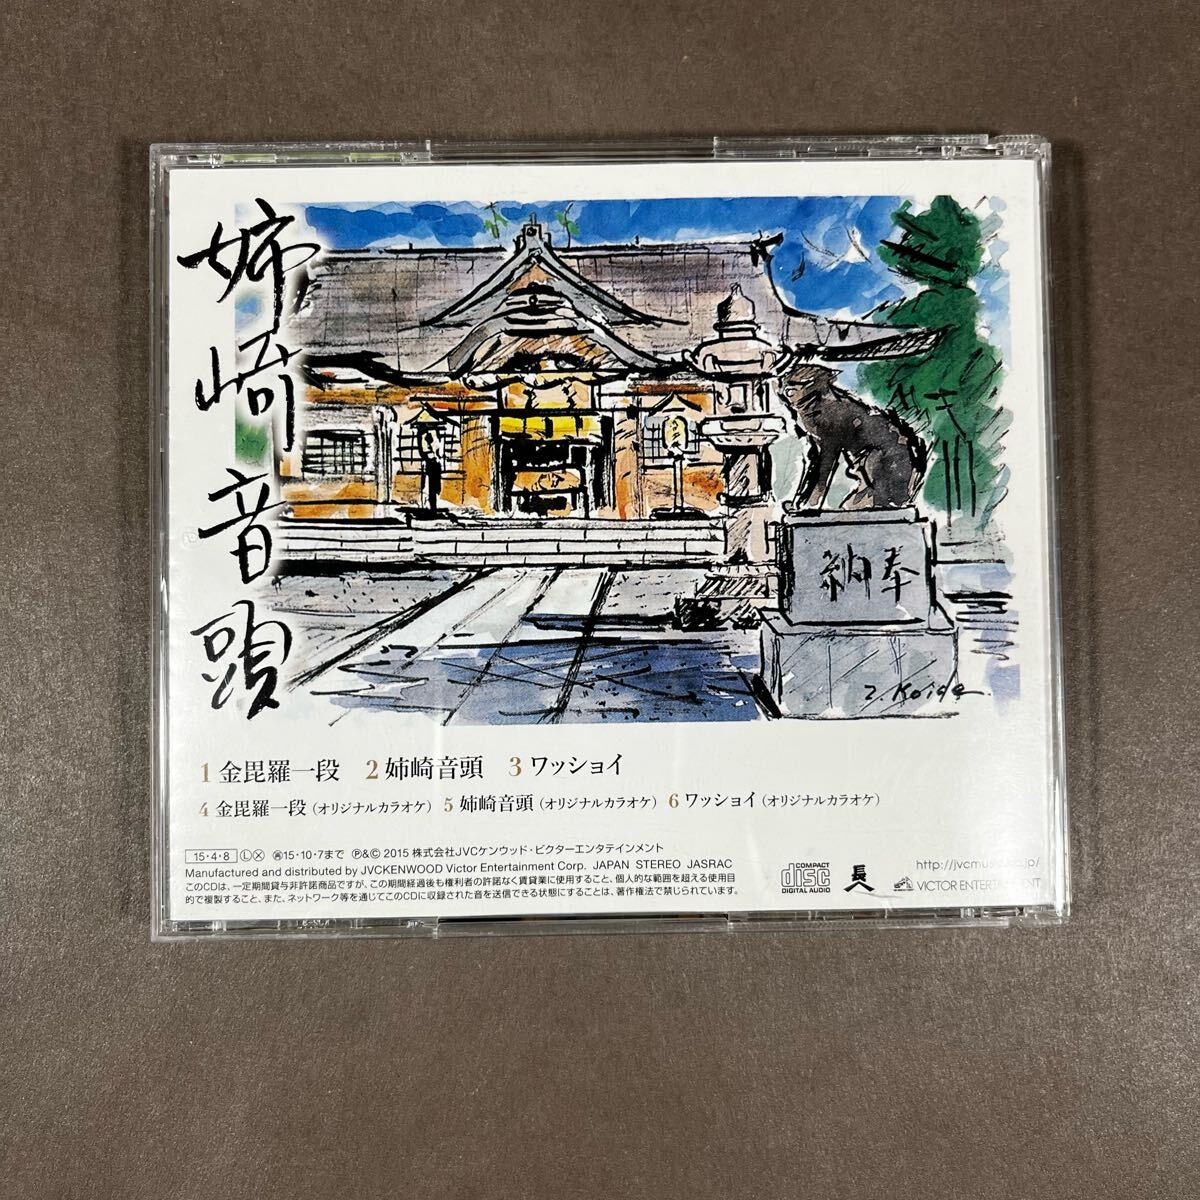 姉崎音頭
納奉
Z. Koide
1 金毘羅一段 2 姉崎音頭 3 ワッショイ
4 金毘羅一段 (オリジナルカラオケ) 5 姉崎音頭 (オリジナルカラオケ) 6 ワッショイ (オリジナルカラオケ)
15・4・8 Ⓛ Ⓧ 15・10・7まで Ⓟ&© 2015 株式会社JVCケンウッド・ビクターエンタテインメント
Manufactured and distributed by JVCKENWOOD Victor Entertainment Corp. JAPAN STEREO JASRAC
このCDは、一定期間貸与非許諾商品ですが、この期間経過後も権利者の許諾なく賃貸業に使用すること、個人的な範囲を超える使用目
的で複製すること、また、ネットワーク等を通じてこのCDに収録された音を送信できる状態にすることは、著作権法で禁じられています。
COMPACT
disc
DIGITAL AUDIO
http://jvcmusic.co.jp/
VICTOR ENTERTAINMENT